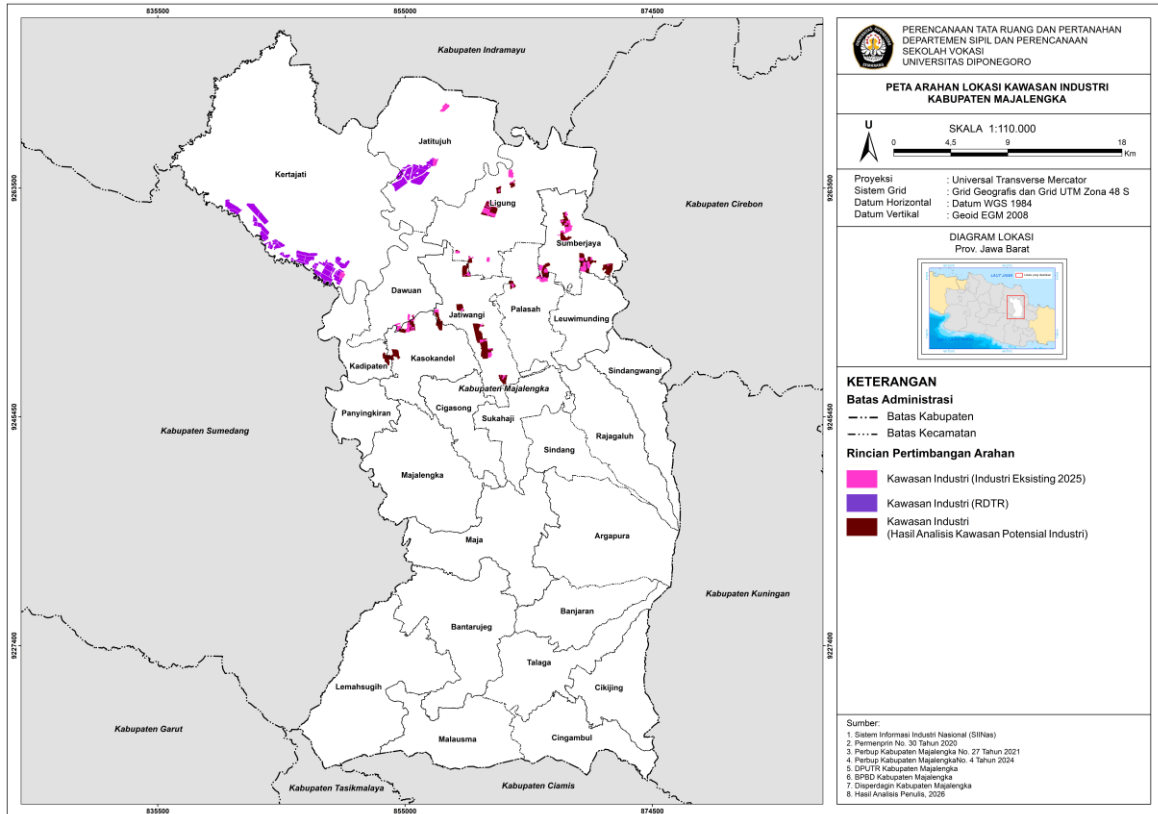 835500
855000
874500
9263500
9245450
9227400
9263500
9245450
9227400
835500
855000
874500
Kabupaten Indramayu
Jatitujuh
Kertajati
Ligung
Kabupaten Cirebon
Sumberjaya
Dawuan
Jatiwangi
Palasah
Leuwimunding
Kadipaten
Kasokandel
Sindangwangi
Kabupaten Majalengka
Panyingkiran
Cigasong
Sukahaji
Kabupaten Sumedang
Rajagaluh
Sindang
Majalengka
Maja
Argapura
Kabupaten Kuningan
Banjaran
Bantarujeg
Talaga
Lemahsugih
Cikijing
Kabupaten Garut
Malausma
Cingambul
Kabupaten Tasikmalaya
Kabupaten Ciamis
PERENCANAAN TATA RUANG DAN PERTANAHAN
DEPARTEMEN SIPIL DAN PERENCANAAN
SEKOLAH VOKASI
UNIVERSITAS DIPONEGORO
PETA ARAHAN LOKASI KAWASAN INDUSTRI
KABUPATEN MAJALENGKA
U
SKALA 1:110.000
0 4,5 9 18
Km
Proyeksi : Universal Transverse Mercator
Sistem Grid : Grid Geografis dan Grid UTM Zona 48 S
Datum Horizontal : Datum WGS 1984
Datum Vertikal : Geoid EGM 2008
DIAGRAM LOKASI
Prov. Jawa Barat
LAUT JAWA
KETERANGAN
Batas Administrasi
Batas Kabupaten
Batas Kecamatan
Rincian Pertimbangan Arahan
Kawasan Industri (Industri Eksisting 2025)
Kawasan Industri (RDTR)
Kawasan Industri
(Hasil Analisis Kawasan Potensial Industri)
Sumber:
1. Sistem Informasi Industri Nasional (SIINas)
2. Permenprin No. 30 Tahun 2020
3. Perbup Kabupaten Majalengka No. 27 Tahun 2021
4. Perbup Kabupaten MajalengkaNo. 4 Tahun 2024
5. DPUTR Kabupaten Majalengka
6. BPBD Kabupaten Majalengka
7. Disperdagin Kabupaten Majalengka
8. Hasil Analisis Penulis, 2026